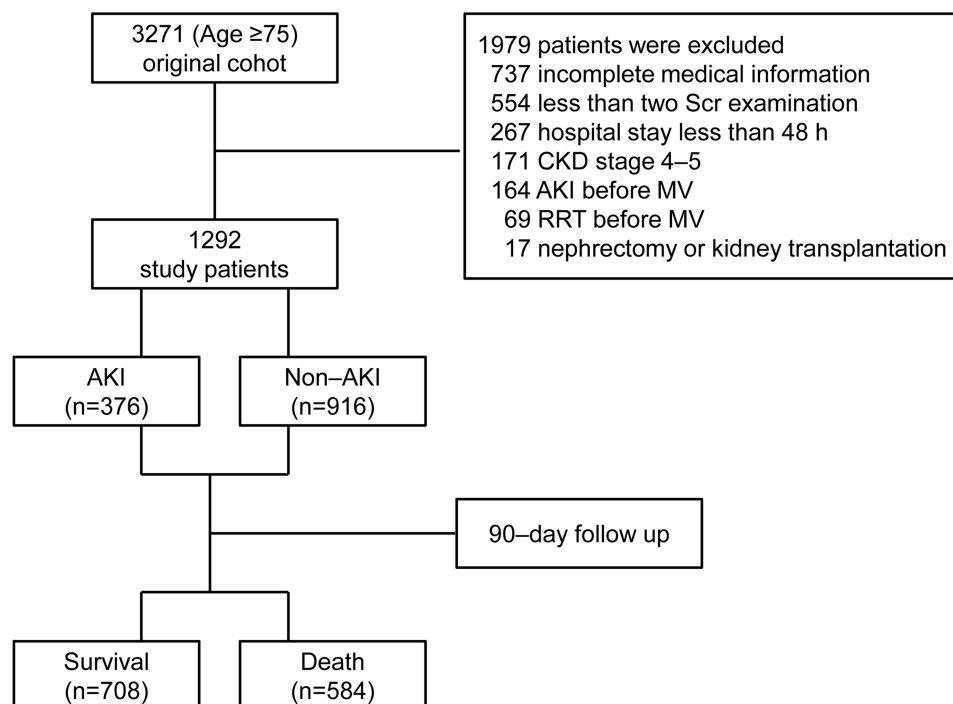 3271 (Age ≥75)
original cohot
1979 patients were excluded
737 incomplete medical information
554 less than two Scr examination
267 hospital stay less than 48 h
171 CKD stage 4–5
164 AKI before MV
69 RRT before MV
17 nephrectomy or kidney transplantation
1292
study patients
AKI
(n=376)
Non–AKI
(n=916)
90–day follow up
Survival
(n=708)
Death
(n=584)